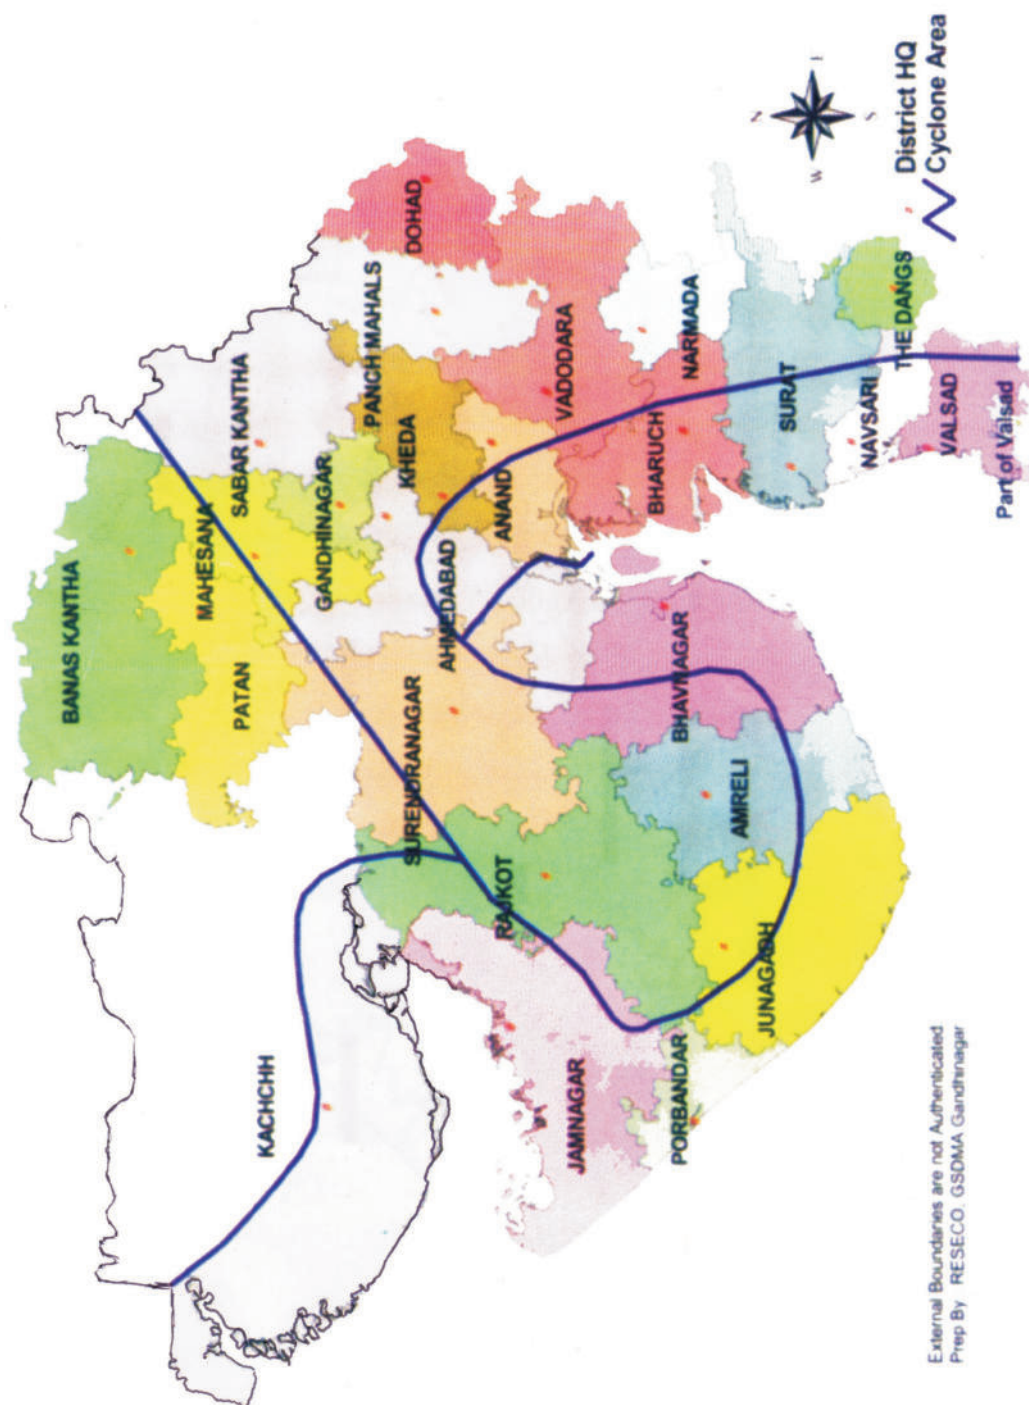 BANAS KANTHA
PATAN
MAHESANA
SABAR KANTHA
GANDHINAGAR
PANCH MAHALS
DOHAD
KHEDA
ANAND
AHMEDABAD
SURENDRANAGAR
KACHCHH
RAJKOT
JAMNAGAR
PORBANDAR
JUNAGADH
AMRELI
BHAVNAGAR
VADODARA
BHARUCH
NARMADA
SURAT
NAVSARI
THE DANGS
VALSAD
Part of Valsad
N
W
S
District HQ
Cyclone Area
External Boundaries are not Authenticated
Prep By RESECO, GSDMA Gandhinagar